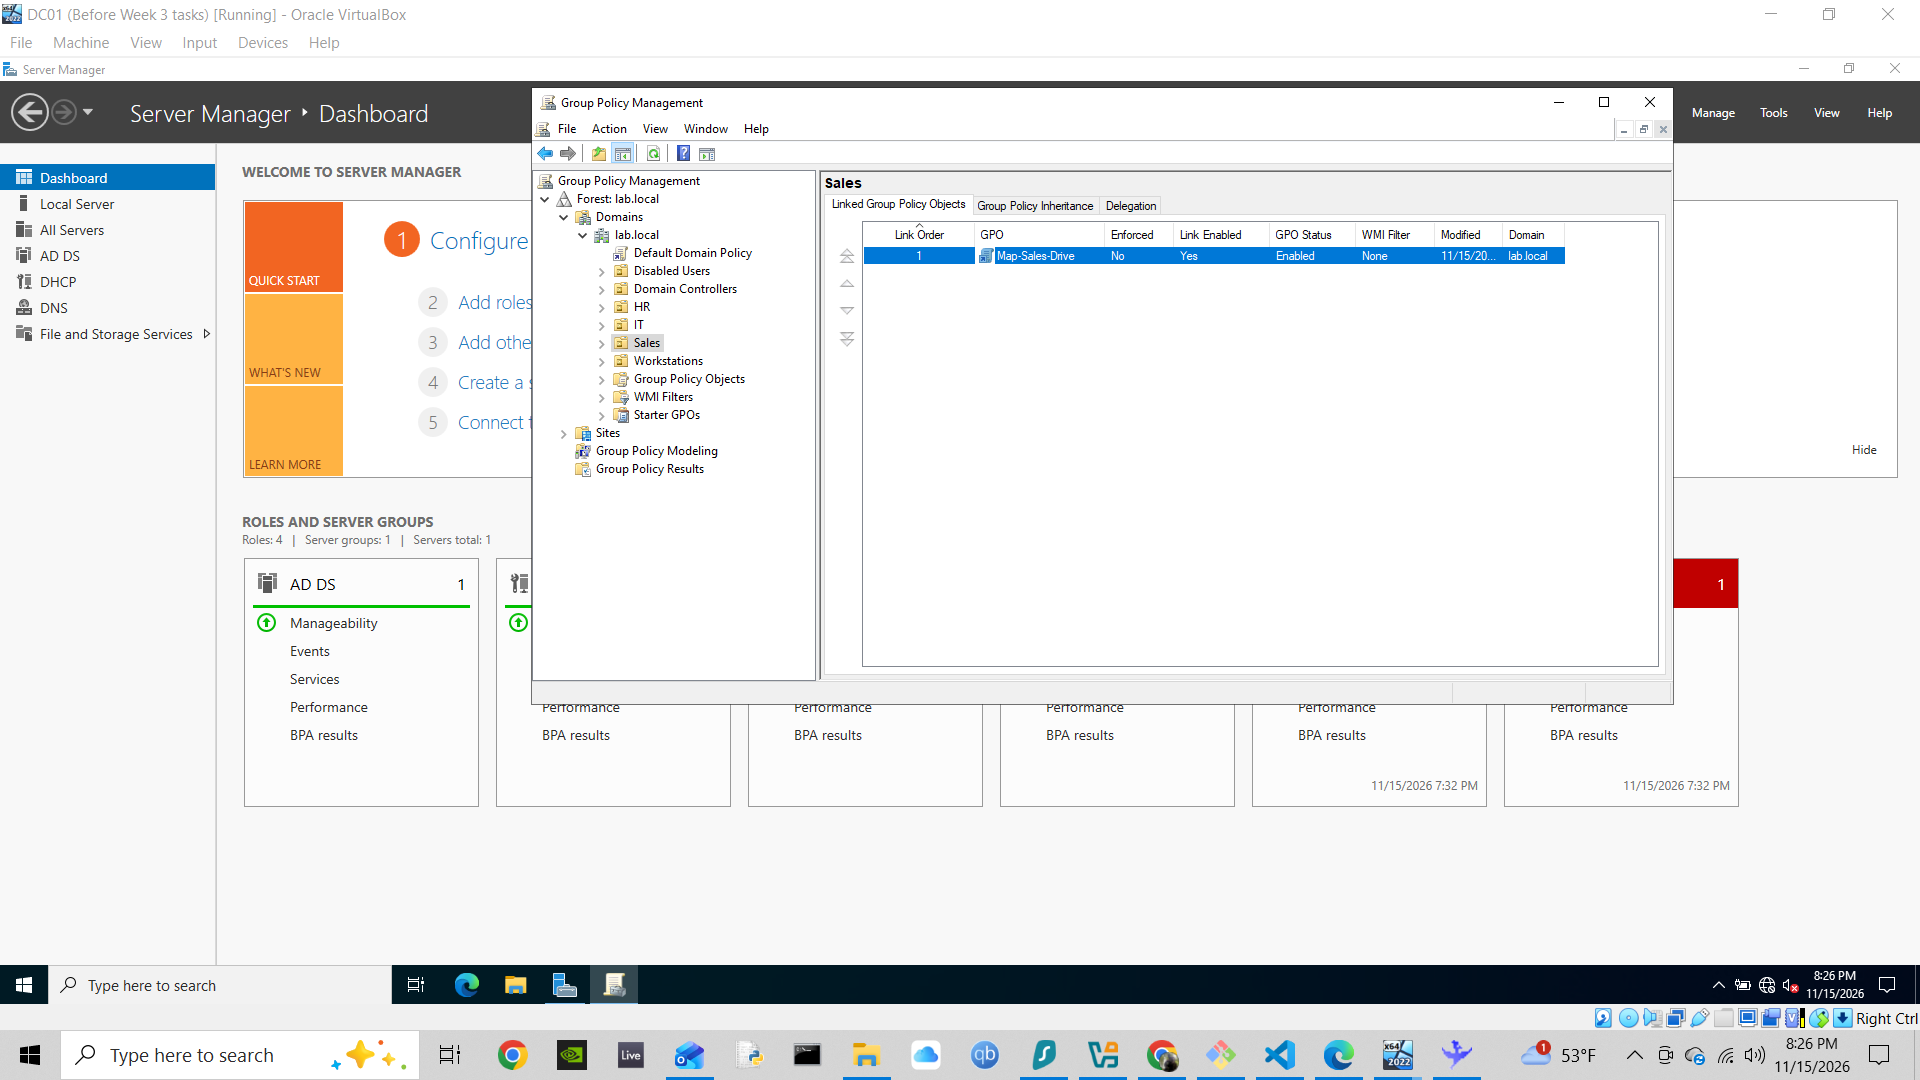 DC01 (Before Week 3 tasks) [Running] - Oracle VirtualBox
File Machine View Input Devices Help
Server Manager
Server Manager Dashboard
Manage Tools View Help
Dashboard
Local Server
All Servers
AD DS
DHCP
DNS
File and Storage Services
WELCOME TO SERVER MANAGER
QUICK START
WHAT'S NEW
LEARN MORE
1 Configure
2 Add roles
3 Add othe
4 Create a s
5 Connect t
Hide
ROLES AND SERVER GROUPS
Roles: 4 | Server groups: 1 | Servers total: 1
AD DS 1
Manageability
Events
Services
Performance
BPA results
Performance
BPA results
Performance
BPA results
Performance
BPA results
Performance
BPA results
11/15/2026 7:32 PM
1
Performance
BPA results
11/15/2026 7:32 PM
Group Policy Management
File Action View Window Help
Group Policy Management
Forest: lab.local
Domains
lab.local
Default Domain Policy
Disabled Users
Domain Controllers
HR
IT
Sales
Workstations
Group Policy Objects
WMI Filters
Starter GPOs
Sites
Group Policy Modeling
Group Policy Results
Sales
Linked Group Policy Objects Group Policy Inheritance Delegation
Link Order GPO Enforced Link Enabled GPO Status WMI Filter Modified Domain
1 Map-Sales-Drive No Yes Enabled None 11/15/20... lab.local
Type here to search
8:26 PM
11/15/2026
Right Ctrl
Type here to search
Live
qb
x64
2022
1
53°F
8:26 PM
11/15/2026